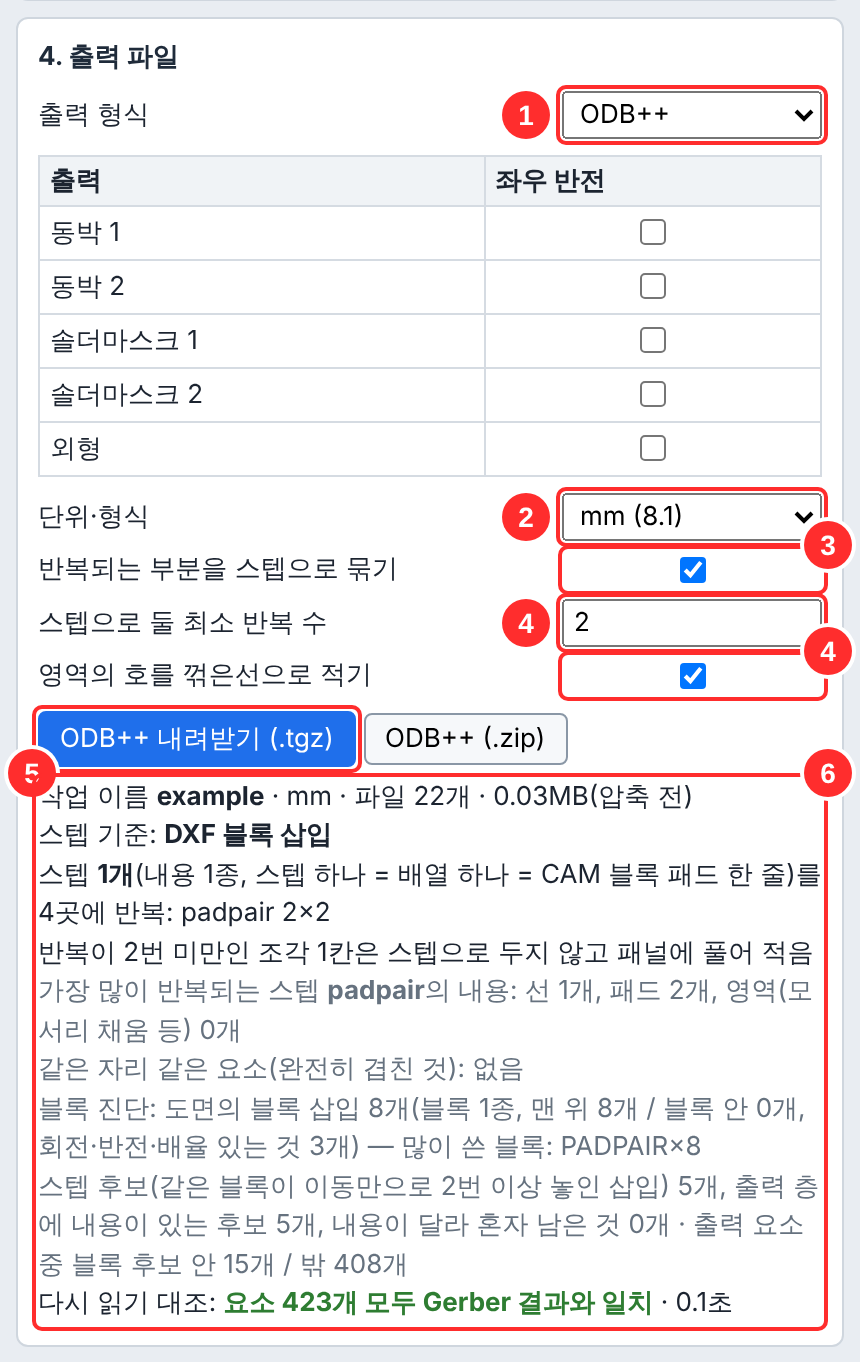 4. 출력 파일
출력 형식
1
ODB++
출력
좌우 반전
동박 1
동박 2
솔더마스크 1
솔더마스크 2
외형
단위·형식
2
mm (8.1)
3
반복되는 부분을 스텝으로 묶기
스텝으로 둘 최소 반복 수
4
2
4
영역의 호를 꺾은선으로 적기
ODB++ 내려받기 (.tgz)
ODB++ (.zip)
5
6
작업 이름 example · mm · 파일 22개 · 0.03MB(압축 전)
스텝 기준: DXF 블록 삽입
스텝 1개(내용 1종, 스텝 하나 = 배열 하나 = CAM 블록 패드 한 줄)를
4곳에 반복: padpair 2×2
반복이 2번 미만인 조각 1칸은 스텝으로 두지 않고 패널에 풀어 적음
가장 많이 반복되는 스텝 padpair의 내용: 선 1개, 패드 2개, 영역(모
서리 채움 등) 0개
같은 자리 같은 요소(완전히 겹친 것): 없음
블록 진단: 도면의 블록 삽입 8개(블록 1종, 맨 위 8개 / 블록 안 0개,
회전·반전·배율 있는 것 3개) — 많이 쓴 블록: PADPAIR×8
스텝 후보(같은 블록이 이동만으로 2번 이상 놓인 삽입) 5개, 출력 층
에 내용이 있는 후보 5개, 내용이 달라 혼자 남은 것 0개 · 출력 요소
중 블록 후보 안 15개 / 밖 408개
다시 읽기 대조: 요소 423개 모두 Gerber 결과와 일치 · 0.1초